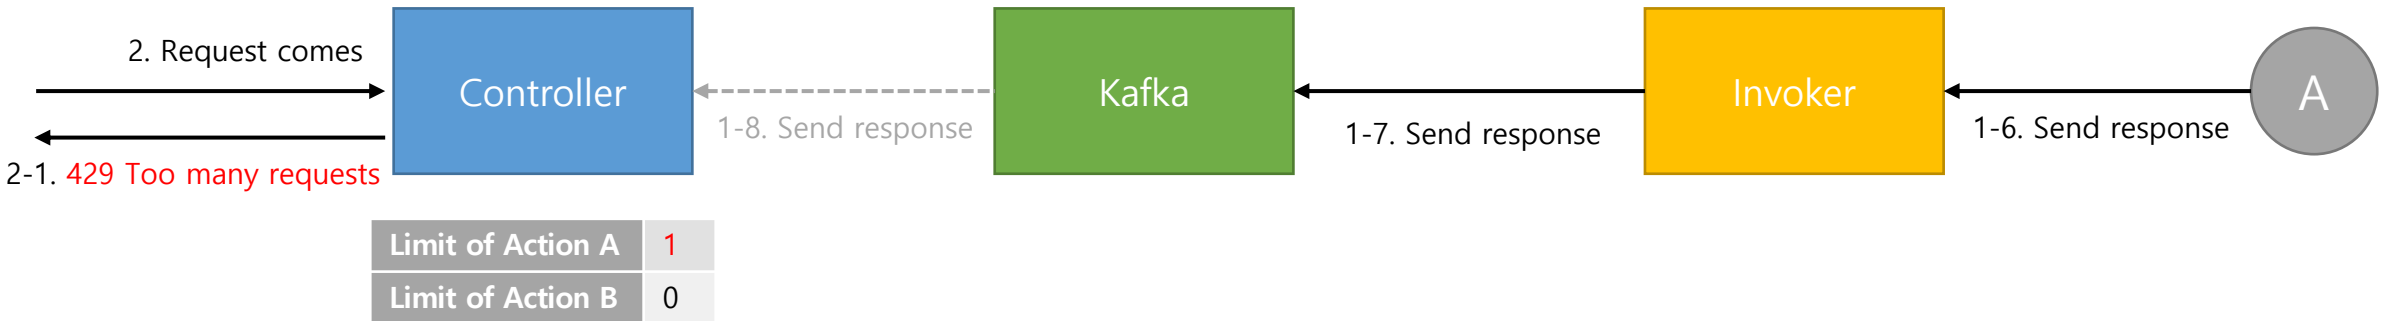 2. Request comes
Controller
Kafka
Invoker
A
1-8. Send response
1-7. Send response
1-6. Send response
2-1. 429 Too many requests
Limit of Action A 1
Limit of Action B 0